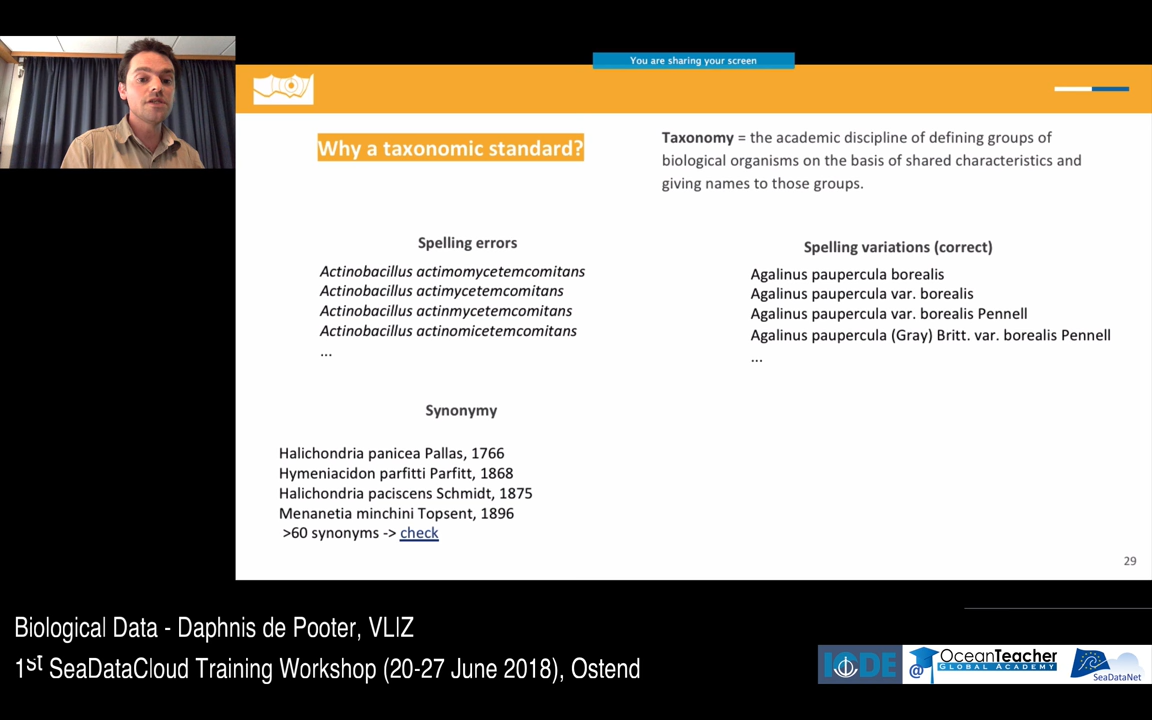 You are sharing your screen
Why a taxonomic standard?
Taxonomy = the academic discipline of defining groups of
biological organisms on the basis of shared characteristics and
giving names to those groups.
Spelling errors
Actinobacillus actimomycetemcomitans
Actinobacillus actimycetemcomitans
Actinobacillus actinmycetemcomitans
Actinobacillus actinomicetemcomitans
...
Spelling variations (correct)
Agalinus paupercula borealis
Agalinus paupercula var. borealis
Agalinus paupercula var. borealis Pennell
Agalinus paupercula (Gray) Britt. var. borealis Pennell
...
Synonymy
Halichondria panicea Pallas, 1766
Hymeniacidon parfitti Parfitt, 1868
Halichondria paciscens Schmidt, 1875
Menanetia minchini Topsent, 1896
>60 synonyms -> check
29
Biological Data - Daphnis de Pooter, VLIZ
1st SeaDataCloud Training Workshop (20-27 June 2018), Ostend
IODE
@ OceanTeacher
GLOBAL ACADEMY
SeaDataNet